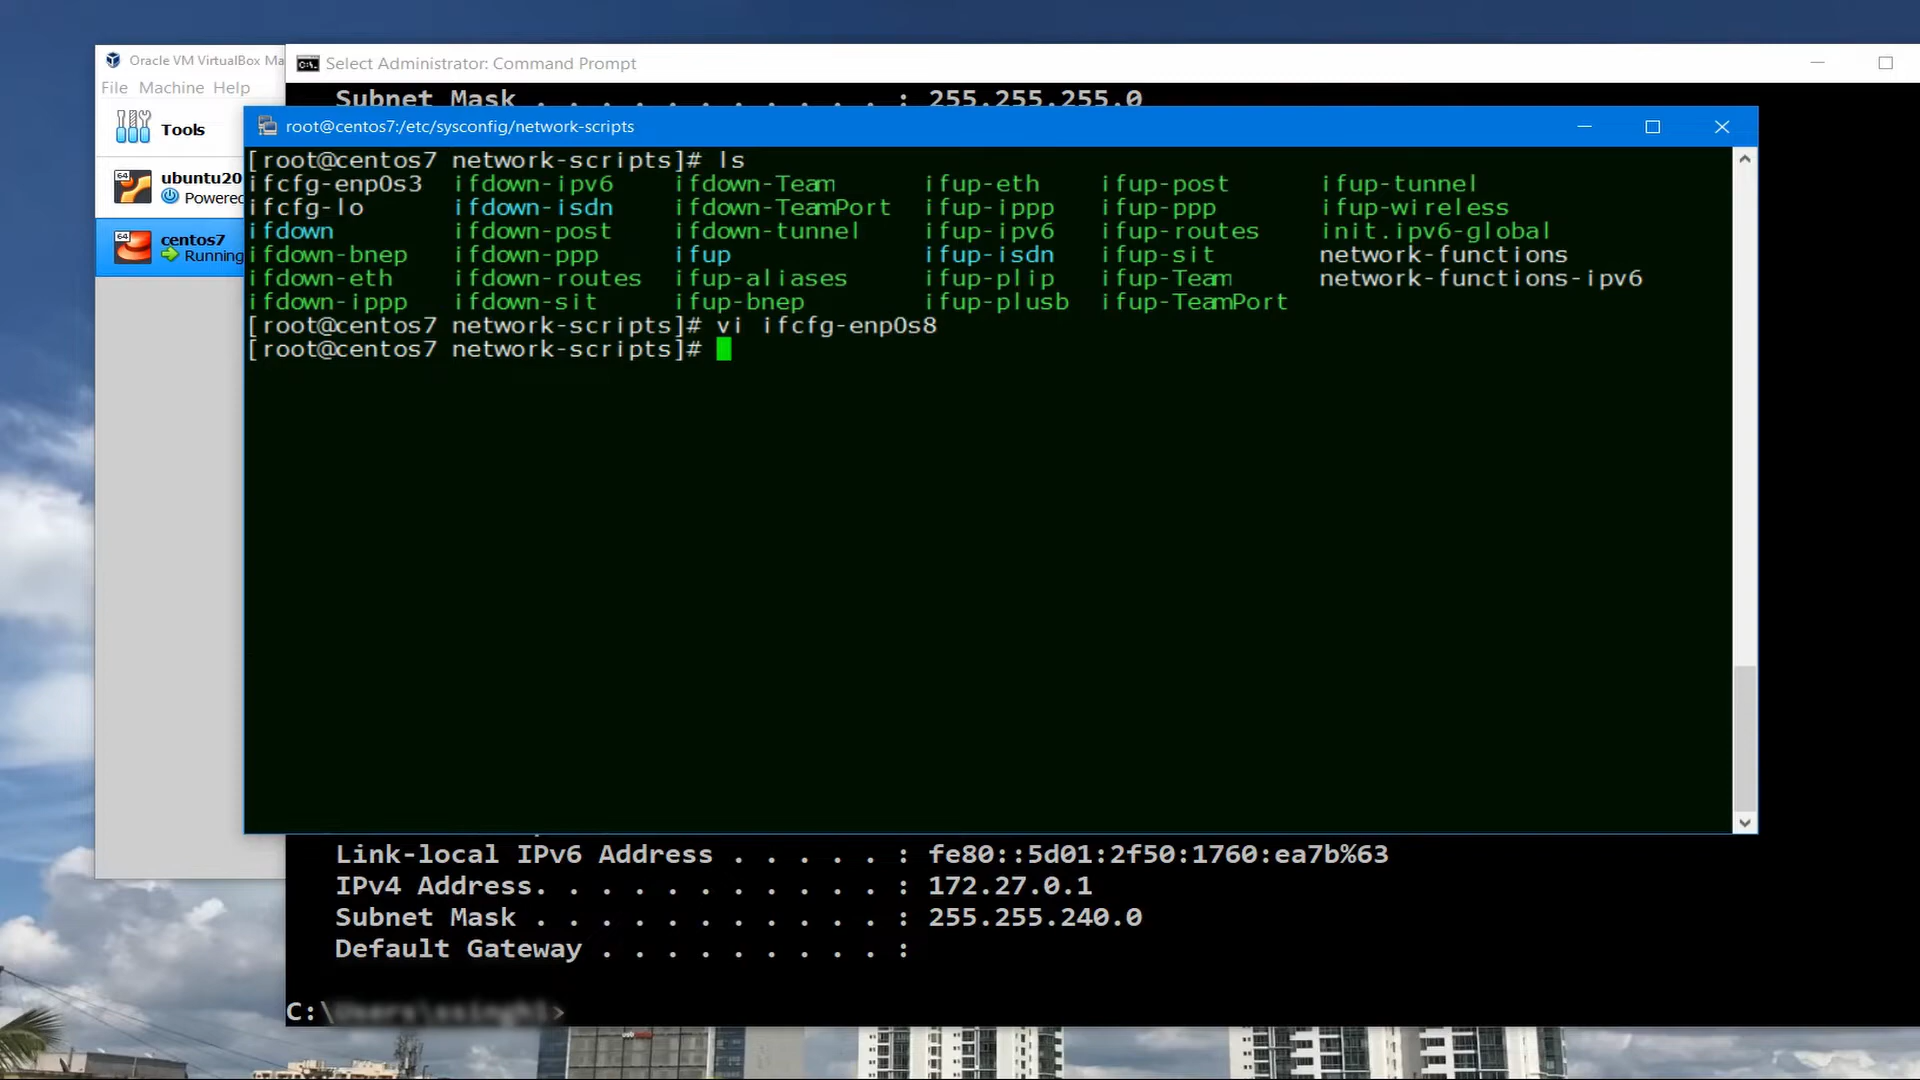 Oracle VM VirtualBox Ma
File Machine Help
Tools
64
ubuntu20
Powered
64
centos7
Running
Select Administrator: Command Prompt
Subnet Mask . . . . . . . . . . . : 255.255.255.0
root@centos7:/etc/sysconfig/network-scripts
[root@centos7 network-scripts]# ls
ifcfg-enp0s3 ifdown-ipv6 ifdown-Team ifup-eth ifup-post ifup-tunnel
ifcfg-lo ifdown-isdn ifdown-TeamPort ifup-ippp ifup-ppp ifup-wireless
ifdown ifdown-post ifdown-tunnel ifup-ipv6 ifup-routes init.ipv6-global
ifdown-bnep ifdown-ppp ifup ifup-isdn ifup-sit network-functions
ifdown-eth ifdown-routes ifup-aliases ifup-plip ifup-Team network-functions-ipv6
ifdown-ippp ifdown-sit ifup-bnep ifup-plusb ifup-TeamPort
[root@centos7 network-scripts]# vi ifcfg-enp0s8
[root@centos7 network-scripts]#
Link-local IPv6 Address . . . . . : fe80::5d01:2f50:1760:ea7b%63
IPv4 Address. . . . . . . . . . . : 172.27.0.1
Subnet Mask . . . . . . . . . . . : 255.255.240.0
Default Gateway . . . . . . . . . :
C:\